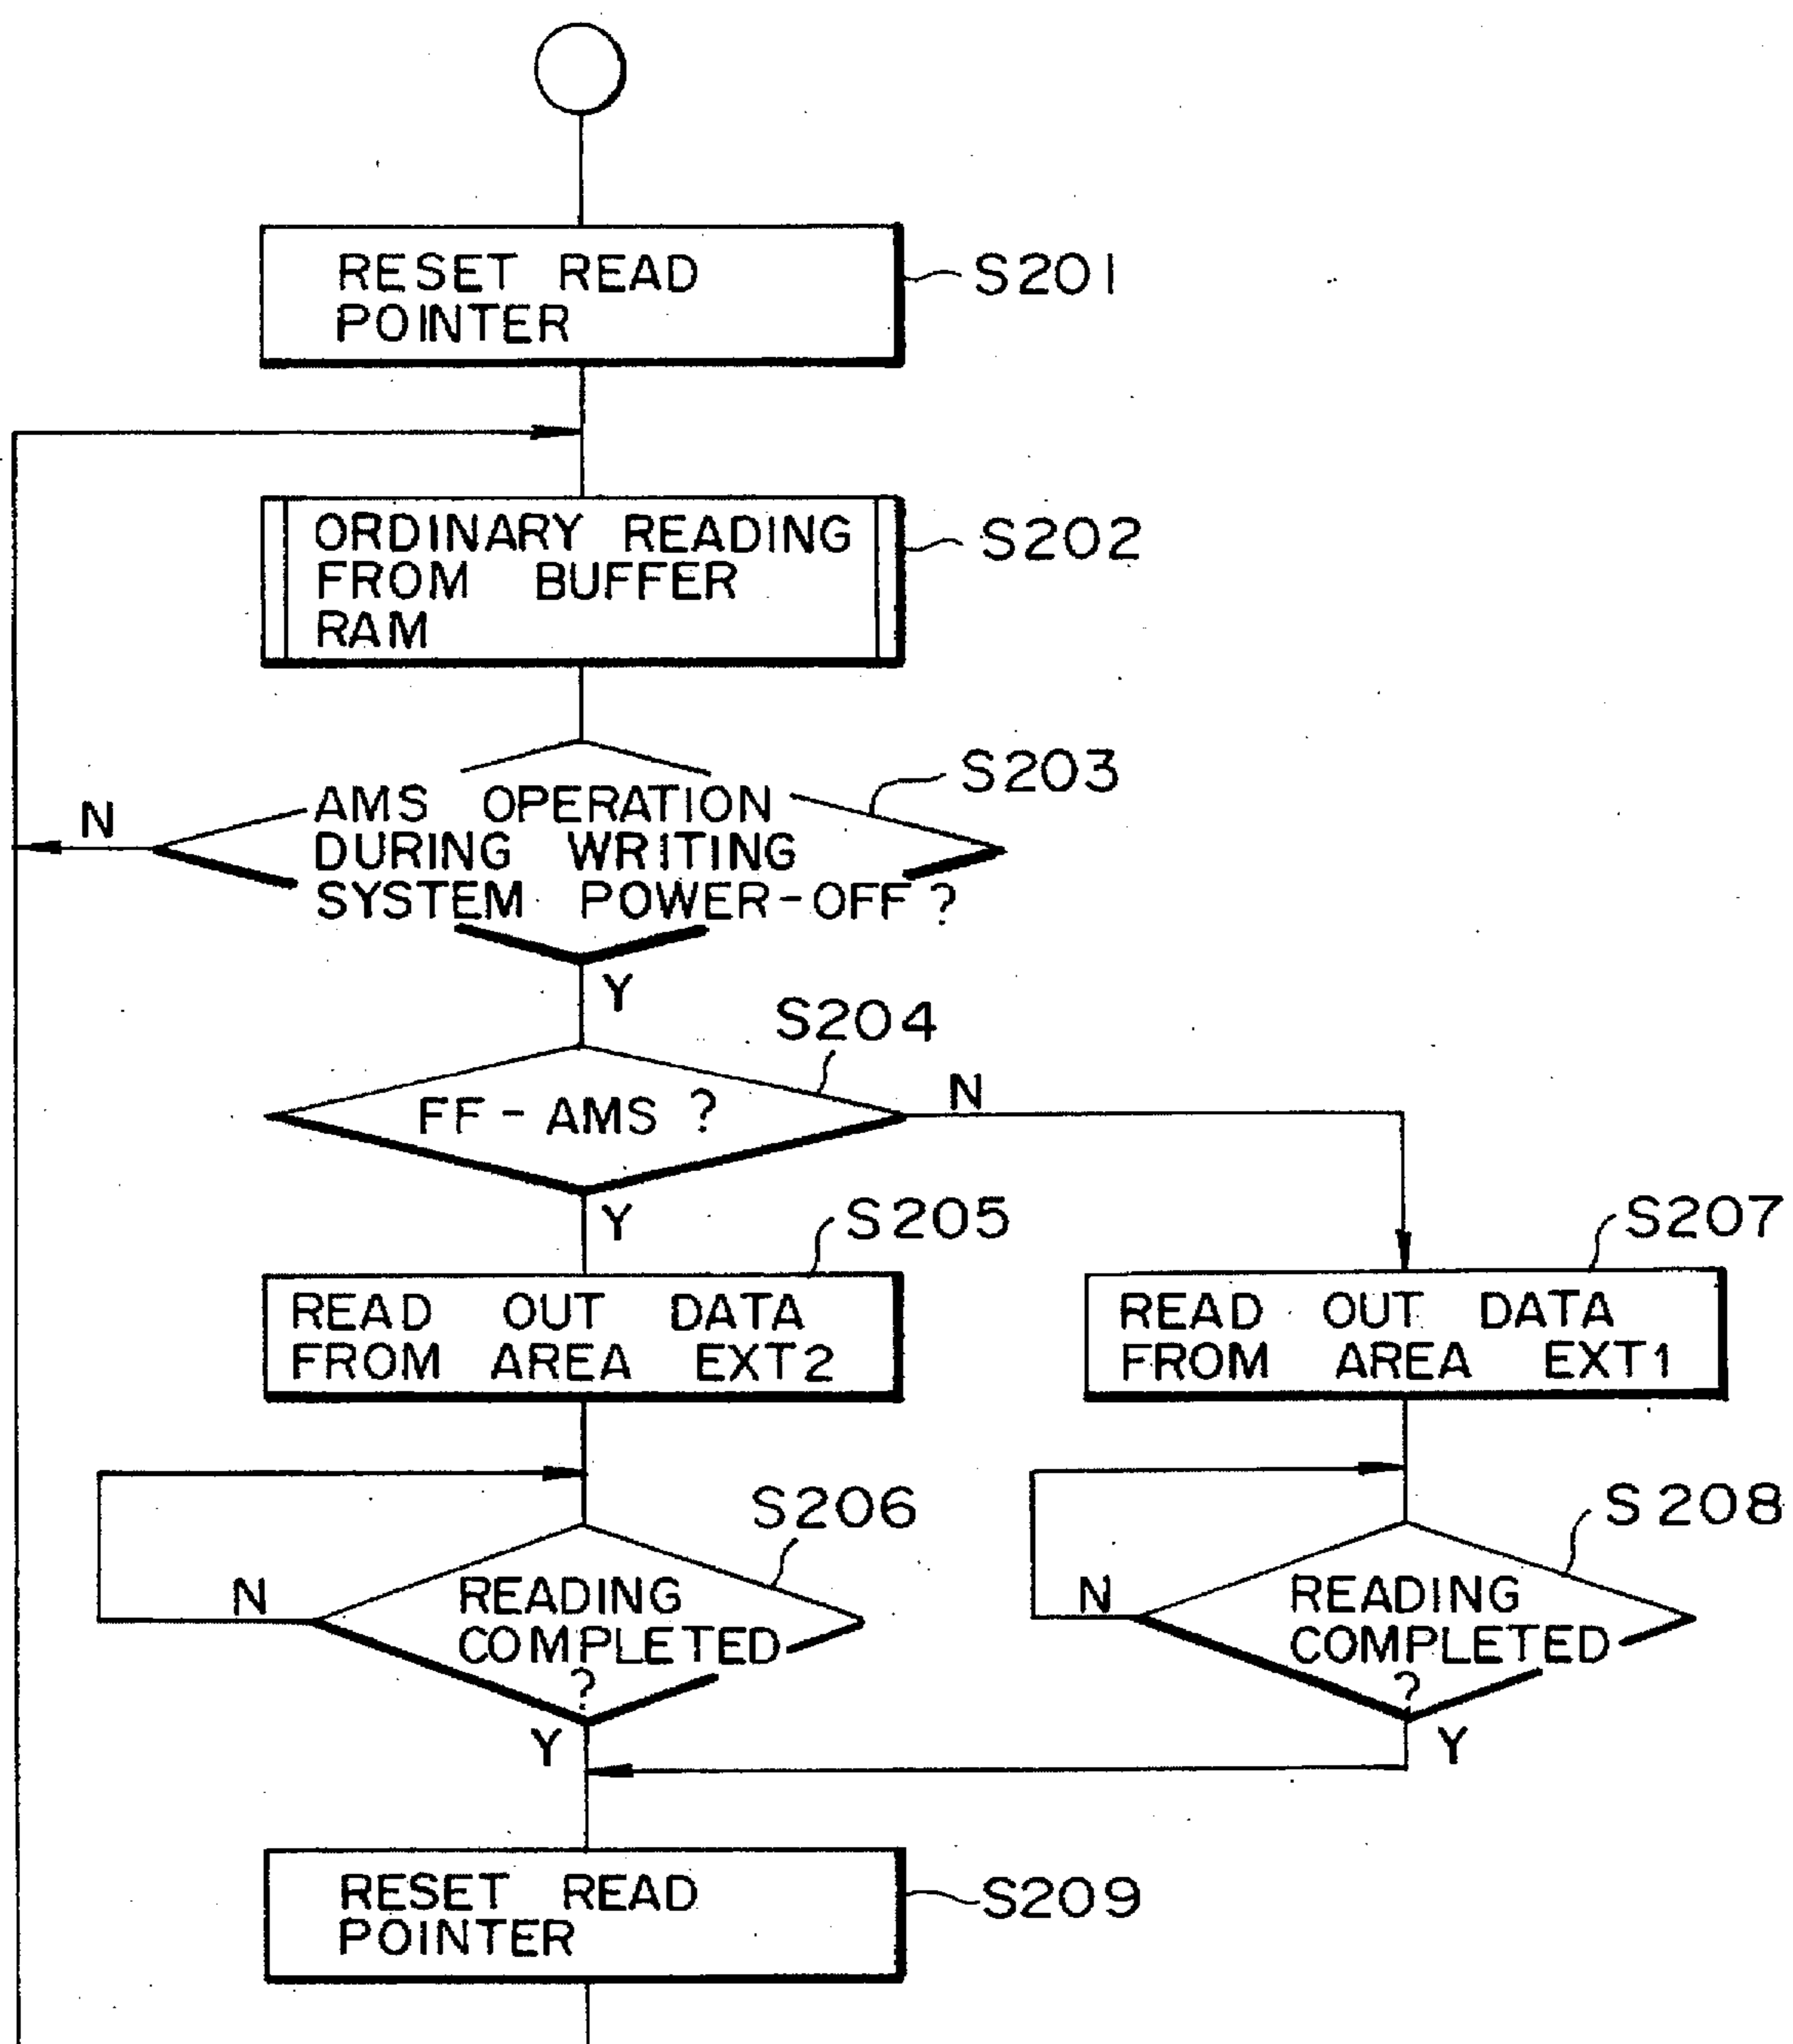 RESET READ
POINTER
S201
ORDINARY READING
FROM BUFFER
RAM
S202
AMS OPERATION
DURING WRITING
SYSTEM POWER-OFF ?
S203
N
Y
S204
FF-AMS ?
N
Y
S205
READ OUT DATA
FROM AREA EXT2
S207
READ OUT DATA
FROM AREA EXT1
S206
READING
COMPLETED
?
N
Y
S208
READING
COMPLETED
?
N
Y
RESET READ
POINTER
S209